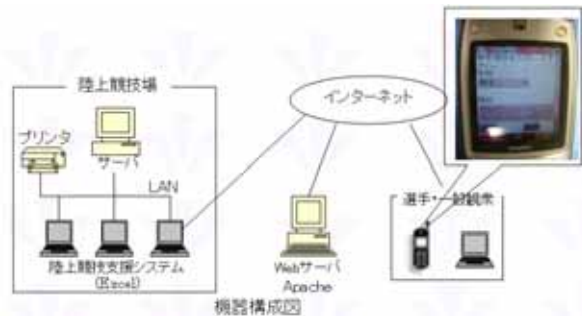 陸上競技場
プリンタ
サーバ
LAN
陸上競技支援システム
(Excel)
インターネット
Webサーバ
Apache
選手・一般観衆
機器構成図